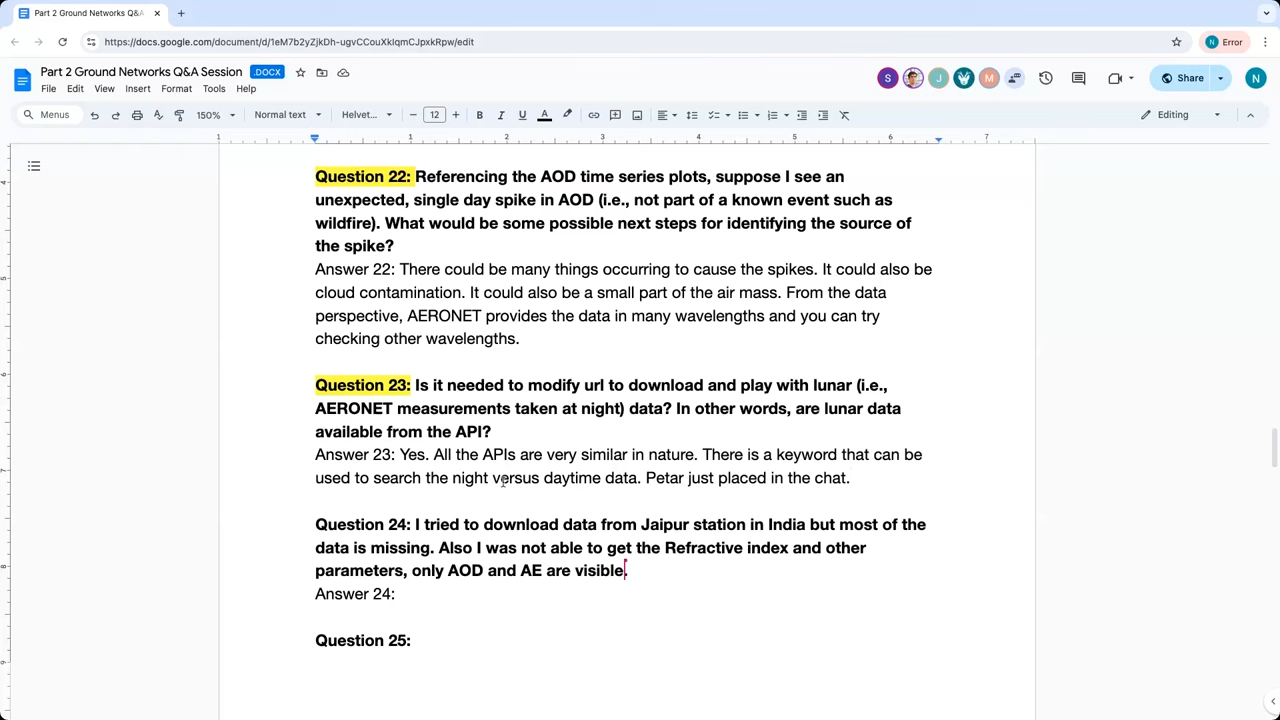 Part 2 Ground Networks Q&A
https://docs.google.com/document/d/1eM7b2yZjkDh-ugvCCouXkIqmCJpxkRpw/edit
N Error
Part 2 Ground Networks Q&A Session .DOCX
File Edit View Insert Format Tools Help
S J M Share N
Menus 150% Normal text Helvet... 12 B I U A Editing
1 1 2 3 4 5 6 7
Question 22: Referencing the AOD time series plots, suppose I see an
unexpected, single day spike in AOD (i.e., not part of a known event such as
wildfire). What would be some possible next steps for identifying the source of
the spike?
Answer 22: There could be many things occurring to cause the spikes. It could also be
cloud contamination. It could also be a small part of the air mass. From the data
perspective, AERONET provides the data in many wavelengths and you can try
checking other wavelengths.
Question 23: Is it needed to modify url to download and play with lunar (i.e.,
AERONET measurements taken at night) data? In other words, are lunar data
available from the API?
Answer 23: Yes. All the APIs are very similar in nature. There is a keyword that can be
used to search the night versus daytime data. Petar just placed in the chat.
Question 24: I tried to download data from Jaipur station in India but most of the
data is missing. Also I was not able to get the Refractive index and other
parameters, only AOD and AE are visible.
Answer 24:
Question 25: